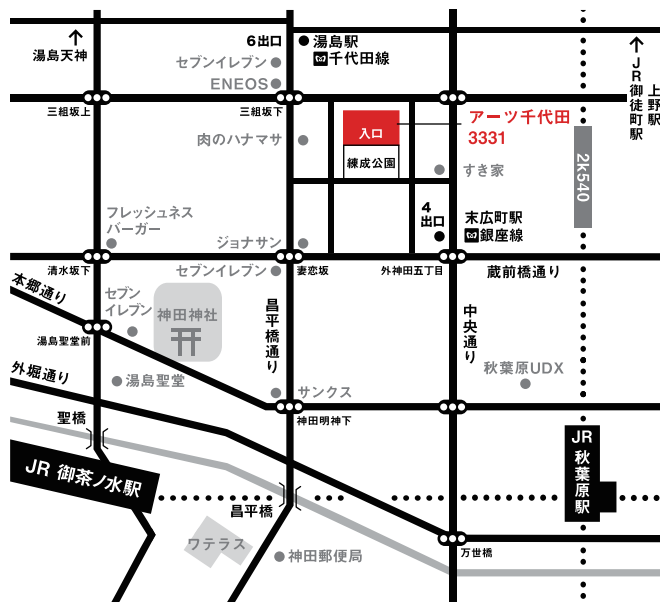 湯島天神
6出口
湯島駅
千代田線
セブンイレブン
ENEOS
JR御徒町駅
上野駅
三組坂上
三組坂下
アーツ千代田
3331
入口
練成公園
肉のハナマサ
すき家
2k540
フレッシュネス
バーガー
ジョナサン
4
出口
末広町駅
銀座線
清水坂下
セブンイレブン
妻恋坂
外神田五丁目
蔵前橋通り
本郷通り
セブン
イレブン
神田神社
昌平橋通り
中央通り
湯島聖堂前
外堀通り
湯島聖堂
サンクス
秋葉原UDX
聖橋
神田明神下
JR 御茶ノ水駅
JR
秋葉原駅
昌平橋
ワテラス
神田郵便局
万世橋